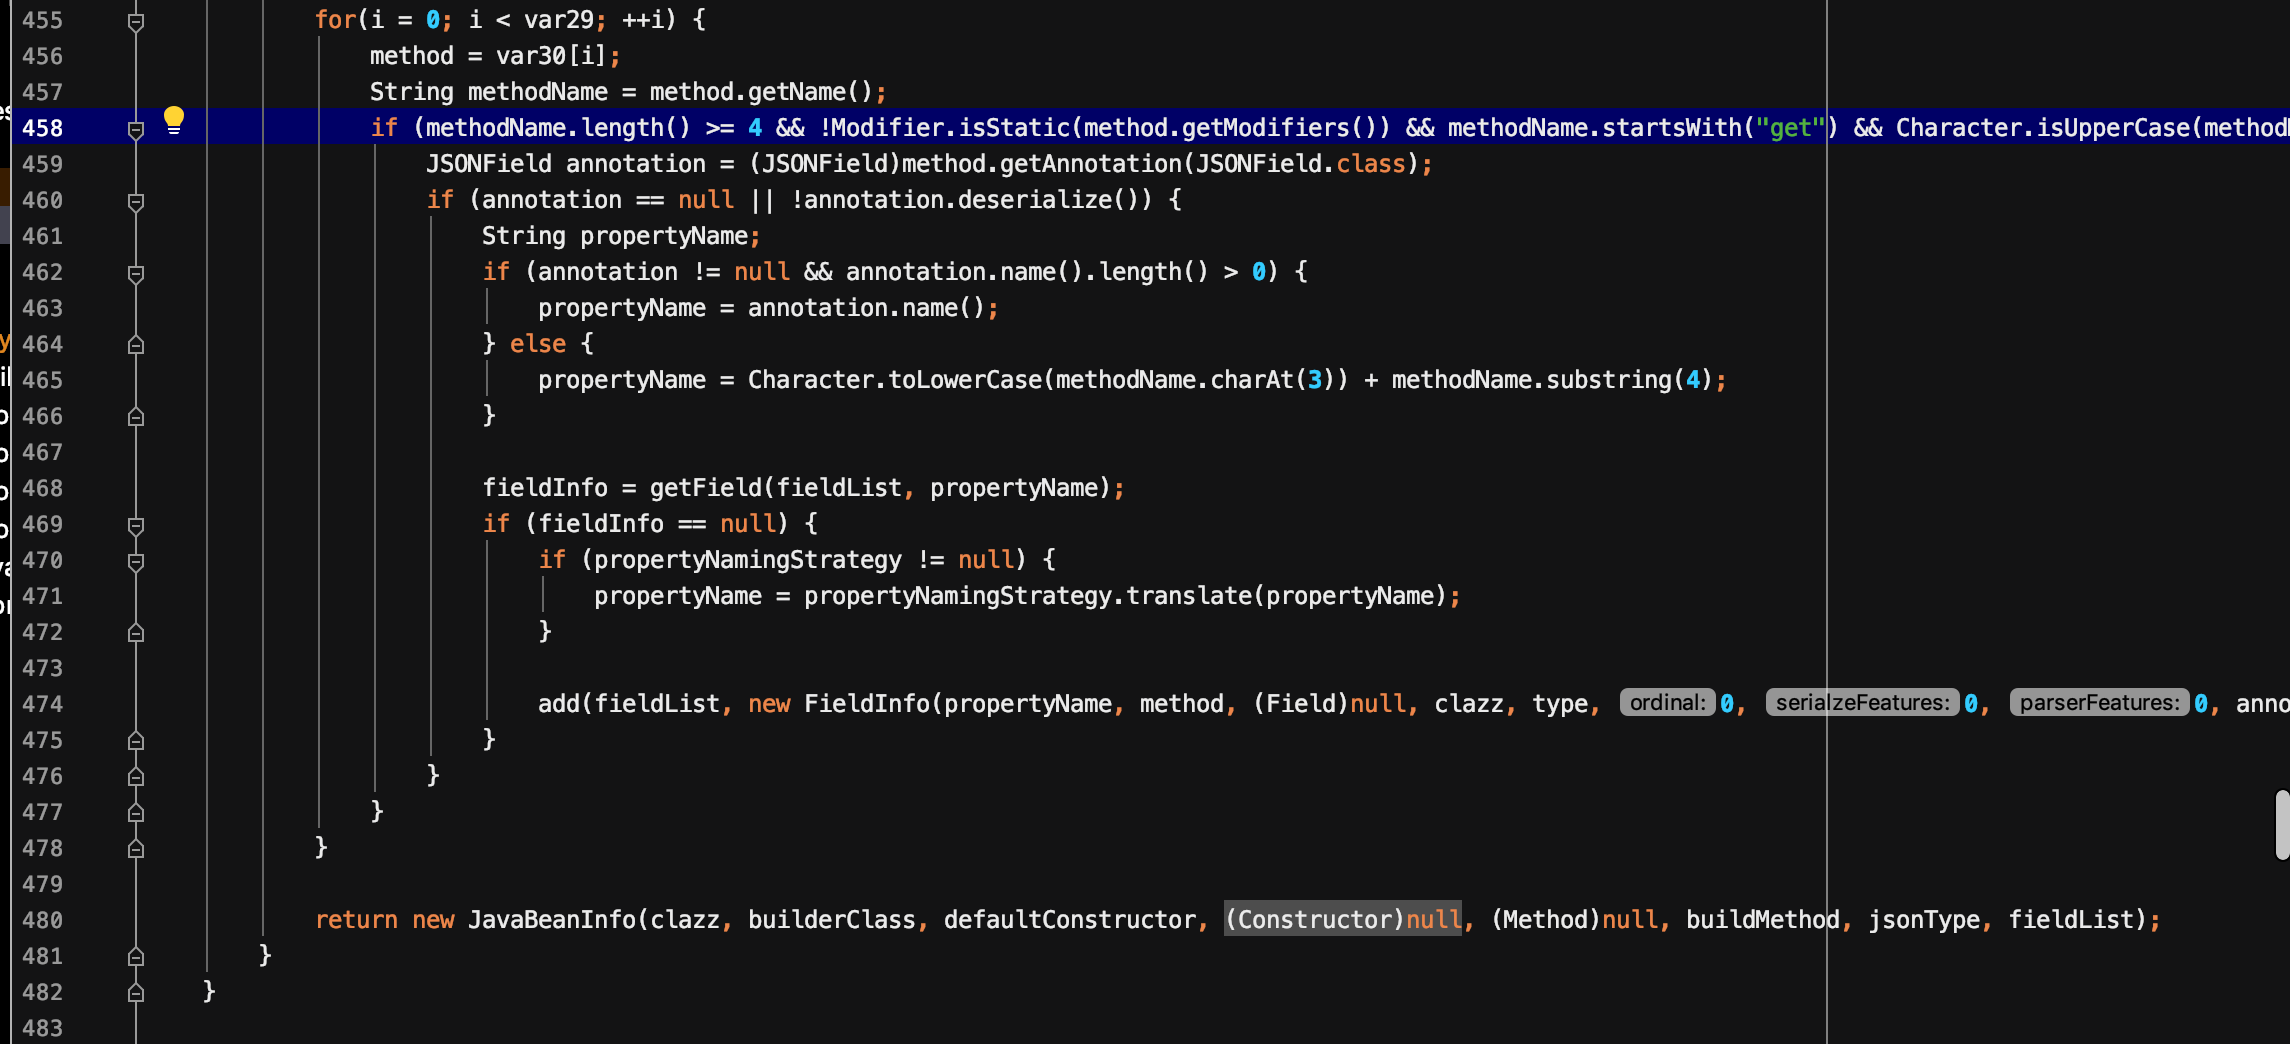 455 for(i = 0; i < var29; ++i) {
456 method = var30[i];
457 String methodName = method.getName();
458 if (methodName.length() >= 4 && !Modifier.isStatic(method.getModifiers()) && methodName.startsWith("get") && Character.isUpperCase(method
459 JSONField annotation = (JSONField)method.getAnnotation(JSONField.class);
460 if (annotation == null || !annotation.deserialize()) {
461 String propertyName;
462 if (annotation != null && annotation.name().length() > 0) {
463 propertyName = annotation.name();
464 } else {
465 propertyName = Character.toLowerCase(methodName.charAt(3)) + methodName.substring(4);
466 }
467
468 fieldInfo = getField(fieldList, propertyName);
469 if (fieldInfo == null) {
470 if (propertyNamingStrategy != null) {
471 propertyName = propertyNamingStrategy.translate(propertyName);
472 }
473
474 add(fieldList, new FieldInfo(propertyName, method, (Field)null, clazz, type, ordinal: 0, serialzeFeatures: 0, parserFeatures: 0, anno
475 }
476 }
477 }
478 }
479
480 return new JavaBeanInfo(clazz, builderClass, defaultConstructor, (Constructor)null, (Method)null, buildMethod, jsonType, fieldList);
481 }
482 }
483